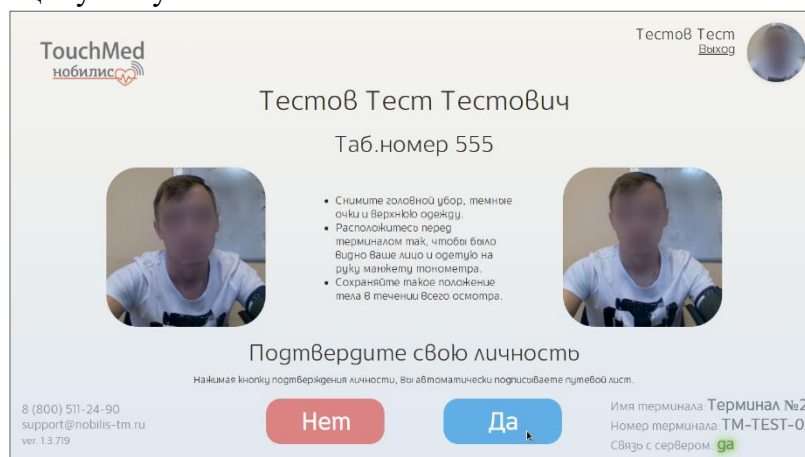 TouchMed
нобилис
Тестов Тест
Выход
Тестов Тест Тестович
Таб.номер 555
• Снимите головной убор, темные
очки и верхнюю одежду.
• Расположитесь перед
терминалом так, чтобы было
видно ваше лицо и одетую на
руку манжету тонометра.
• Сохраняйте такое положение
тела в течении всего осмотра.
Подтвердите свою личность
Нажимая кнопку подтверждения личности, Вы автоматически подписываете путевой лист.
Нет
Да
8 (800) 511-24-90
support@nobilis-tm.ru
ver. 1.3.719
Имя терминала: Терминал №2
Номер терминала: TM-TEST-0
Связь с сервером: да